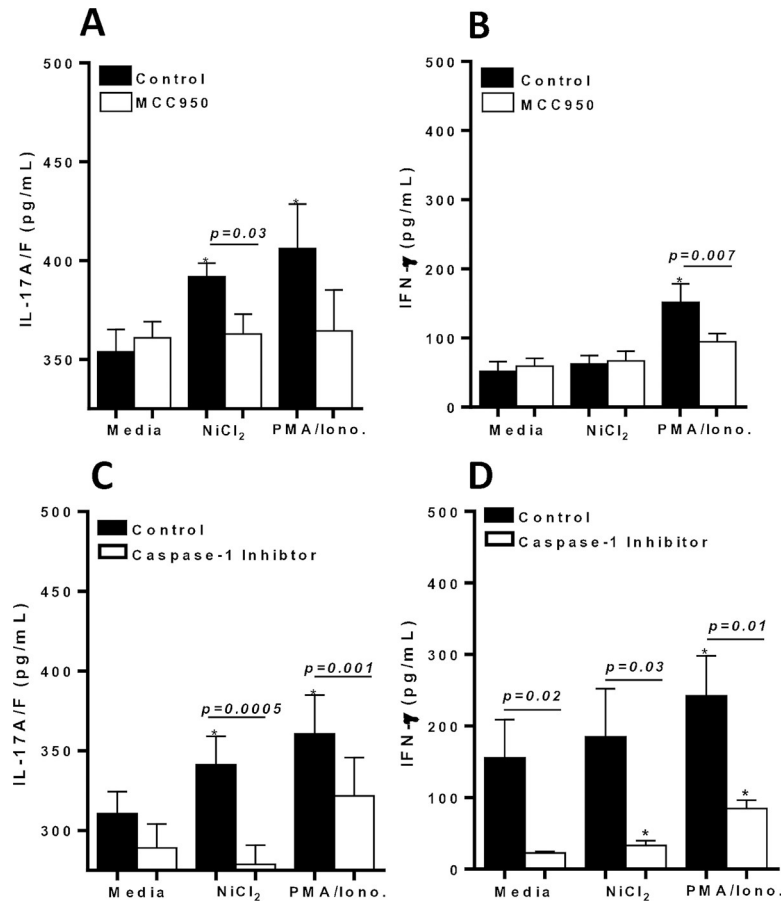 A
500
450
400
350
IL-17A/F (pg/mL)
Control
MCC950
*
p=0.03
*
Media
NiCl₂
PMA/Iono.
B
500
400
300
200
100
0
IFN-γ (pg/mL)
Control
MCC950
p=0.007
*
Media
NiCl₂
PMA/Iono.
C
500
450
400
350
300
IL-17A/F (pg/mL)
Control
Caspase-1 Inhibtor
p=0.001
p=0.0005
*
*
Media
NiCl₂
PMA/Iono.
D
500
400
300
200
100
0
IFN-γ (pg/mL)
Control
Caspase-1 Inhibitor
p=0.01
p=0.03
p=0.02
*
*
*
Media
NiCl₂
PMA/Iono.